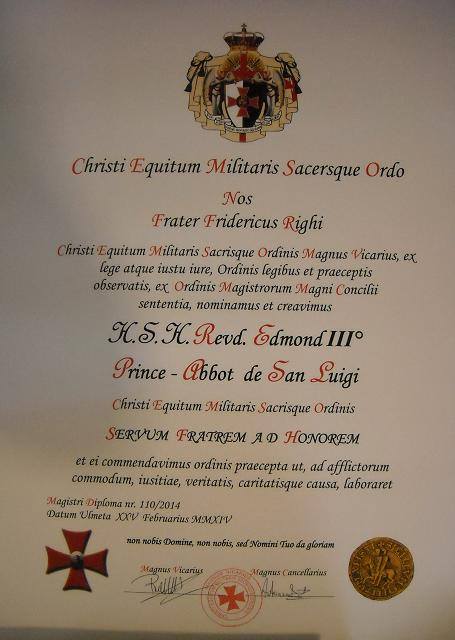 Christi Equitum Militaris Sacersque Ordo
Nos
Frater Fridericus Righi
Christi Equitum Militaris Sacrisque Ordinis Magnus Vicarius, ex
lege atque iustu iure, Ordinis legibus et praeceptis
observatis, ex Ordinis Magistrorum Magni Concilii
sententia, nominamus et creavimus
H.S.H. Revd. Edmond III°
Prince - Abbot de San Luigi
Christi Equitum Militaris Sacrisque Ordinis
Servum Fratrem ad Honorem
et ei commendavimus ordinis praecepta ut, ad afflictorum
commodum, iusitiae, veritatis, caritatisque causa, laboraret
Magistri Diploma nr. 110/2014
Datum Ulmeta XXV Februarius MMXIV
non nobis Domine, non nobis, sed Nomini Tuo da gloriam
Magnus Vicarius
Magnus Cancellarius